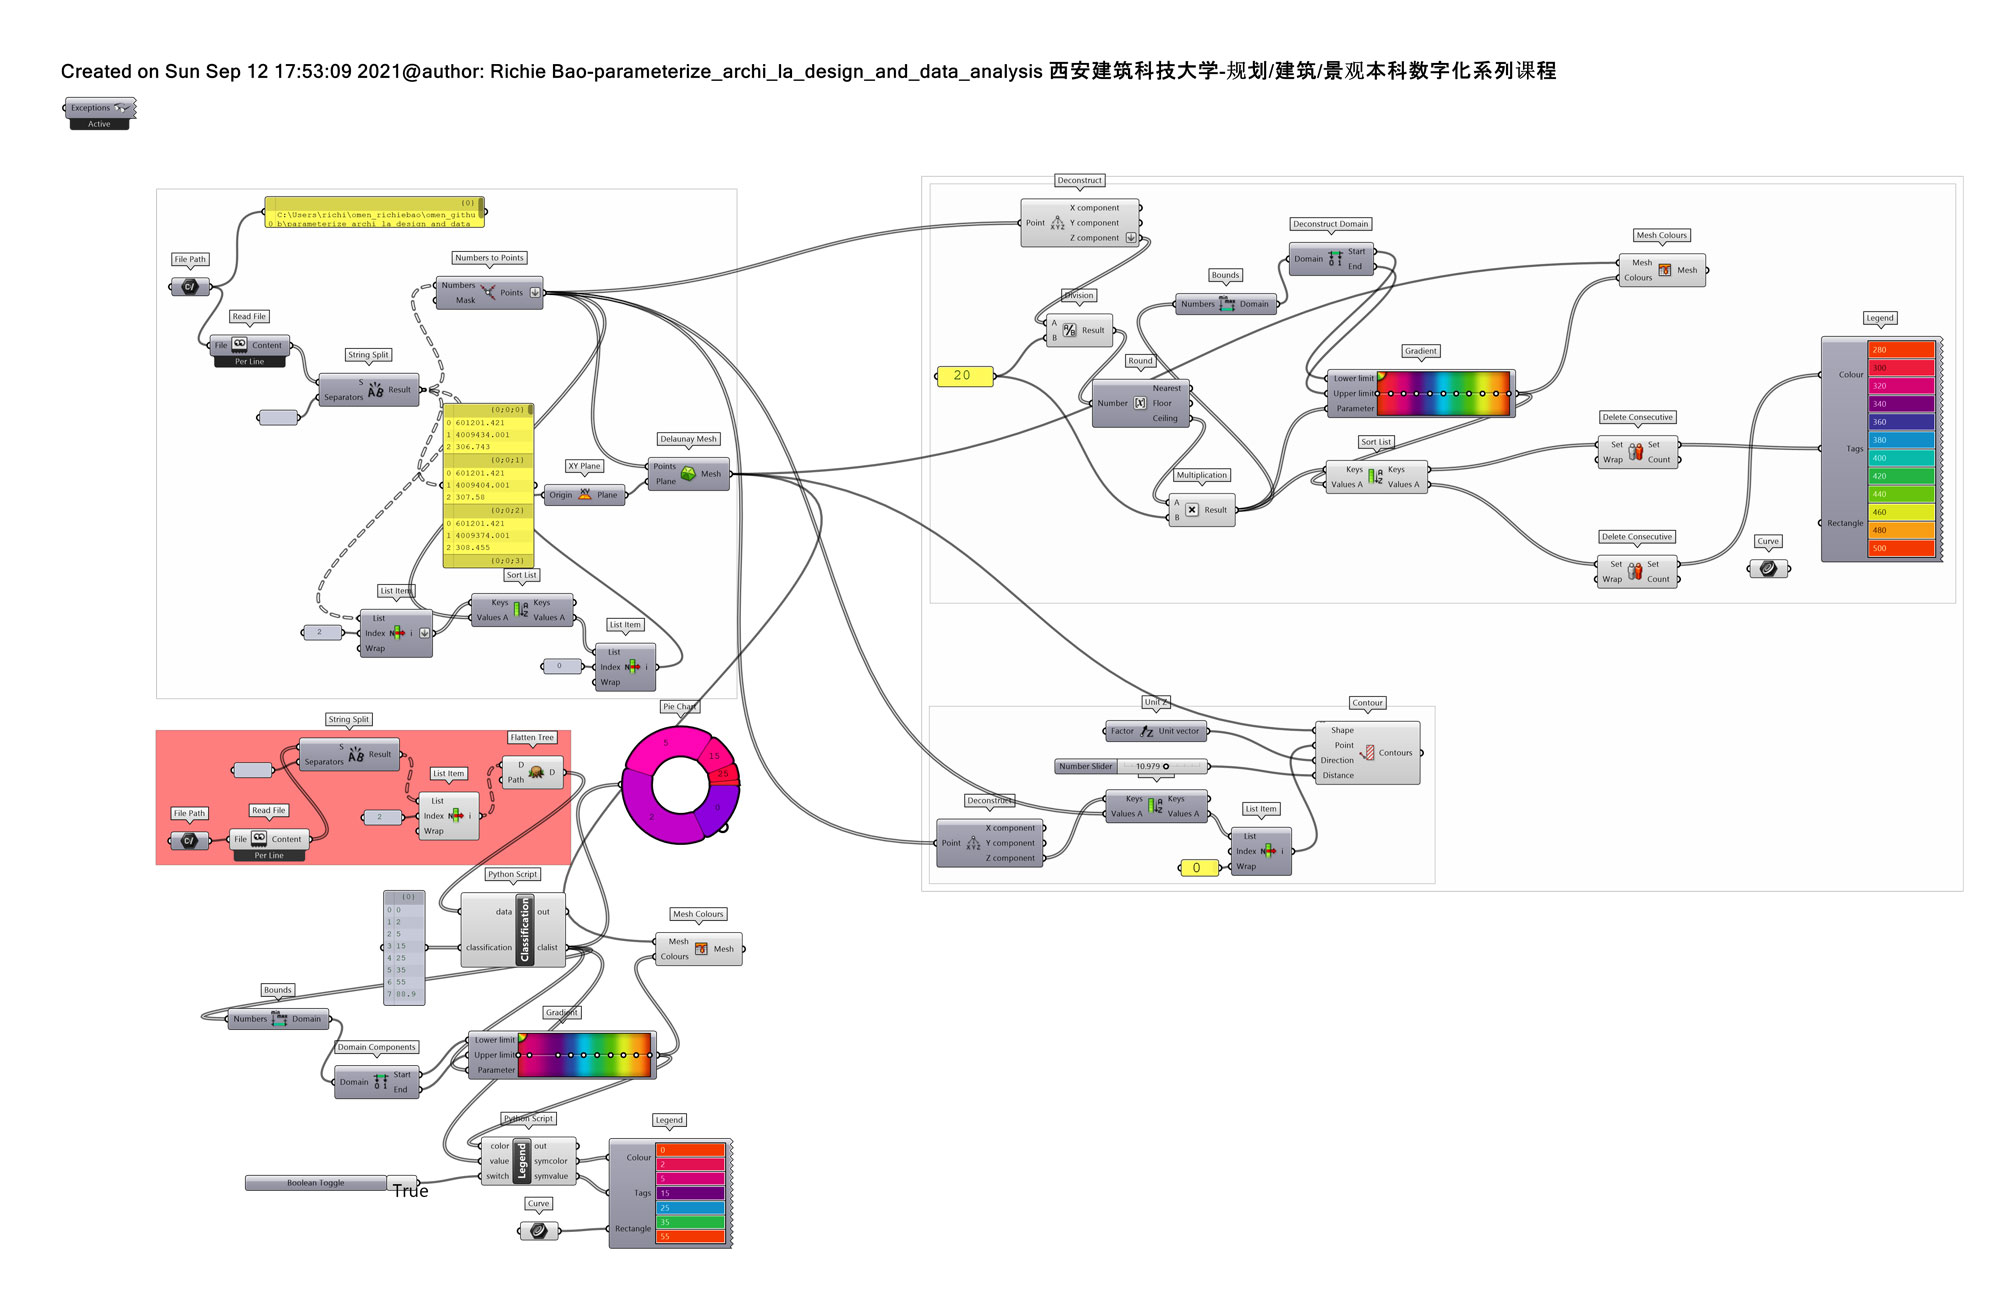 Created on Sun Sep 12 17:53:09 2021@author: Richie Bao-parameterize_archi_la_design_and_data_analysis 西安建筑科技大学-规划/建筑/景观本科数字化系列课程
Exceptions
Active
{0}
C:\Users\richi\omen_richiebao\omen_githu
0 b\parameterize_archi_la_design_and_data
File Path
C/
Read File
File Content
Per Line
String Split
S
Separators
Result
Numbers to Points
Numbers
Mask
Points
{0;0;0}
0 601201.421
1 4009434.001
2 306.743
{0;0;1}
0 601201.421
1 4009404.001
2 307.58
{0;0;2}
0 601201.421
1 4009374.001
2 308.455
{0;0;3}
XY Plane
Origin
Plane
Delaunay Mesh
Points
Plane
Mesh
List Item
2
List
Index
Wrap
i
Sort List
Keys
Values A
Keys
Values A
List Item
0
List
Index
Wrap
i
Deconstruct
Point
X component
Y component
Z component
Division
A
B
Result
20
Round
Number
Nearest
Floor
Ceiling
Multiplication
A
B
Result
Bounds
Numbers
Domain
Deconstruct Domain
Domain
Start
End
Gradient
Lower limit
Upper limit
Parameter
Sort List
Keys
Values A
Keys
Values A
Mesh Colours
Mesh
Colours
Mesh
Delete Consecutive
Set
Wrap
Set
Count
Delete Consecutive
Set
Wrap
Set
Count
Curve
Legend
Colour
Tags
Rectangle
280
300
320
340
360
380
400
420
440
460
480
500
Unit Z
Factor
Unit vector
Number Slider
10.979
Contour
Shape
Point
Direction
Distance
Contours
Deconstruct
Point
X component
Y component
Z component
Keys
Values A
Keys
Values A
List Item
0
List
Index
Wrap
i
String Split
S
Separators
Result
File Path
C/
Read File
File
Content
Per Line
List Item
2
List
Index
Wrap
i
Flatten Tree
D
Path
D
Pie Chart
5
15
25
0
2
Python Script
data
classification
Classification
out
clalist
{0}
0 0
1 2
2 5
3 15
4 25
5 35
6 55
7 88.9
Mesh Colours
Mesh
Colours
Mesh
Bounds
Numbers
Domain
Domain Components
Domain
Start
End
Gradient
Lower limit
Upper limit
Parameter
Python Script
color
value
switch
Legend
out
symcolor
symvalue
Boolean Toggle
True
Curve
Legend
Colour
Tags
Rectangle
0
2
5
15
25
35
55